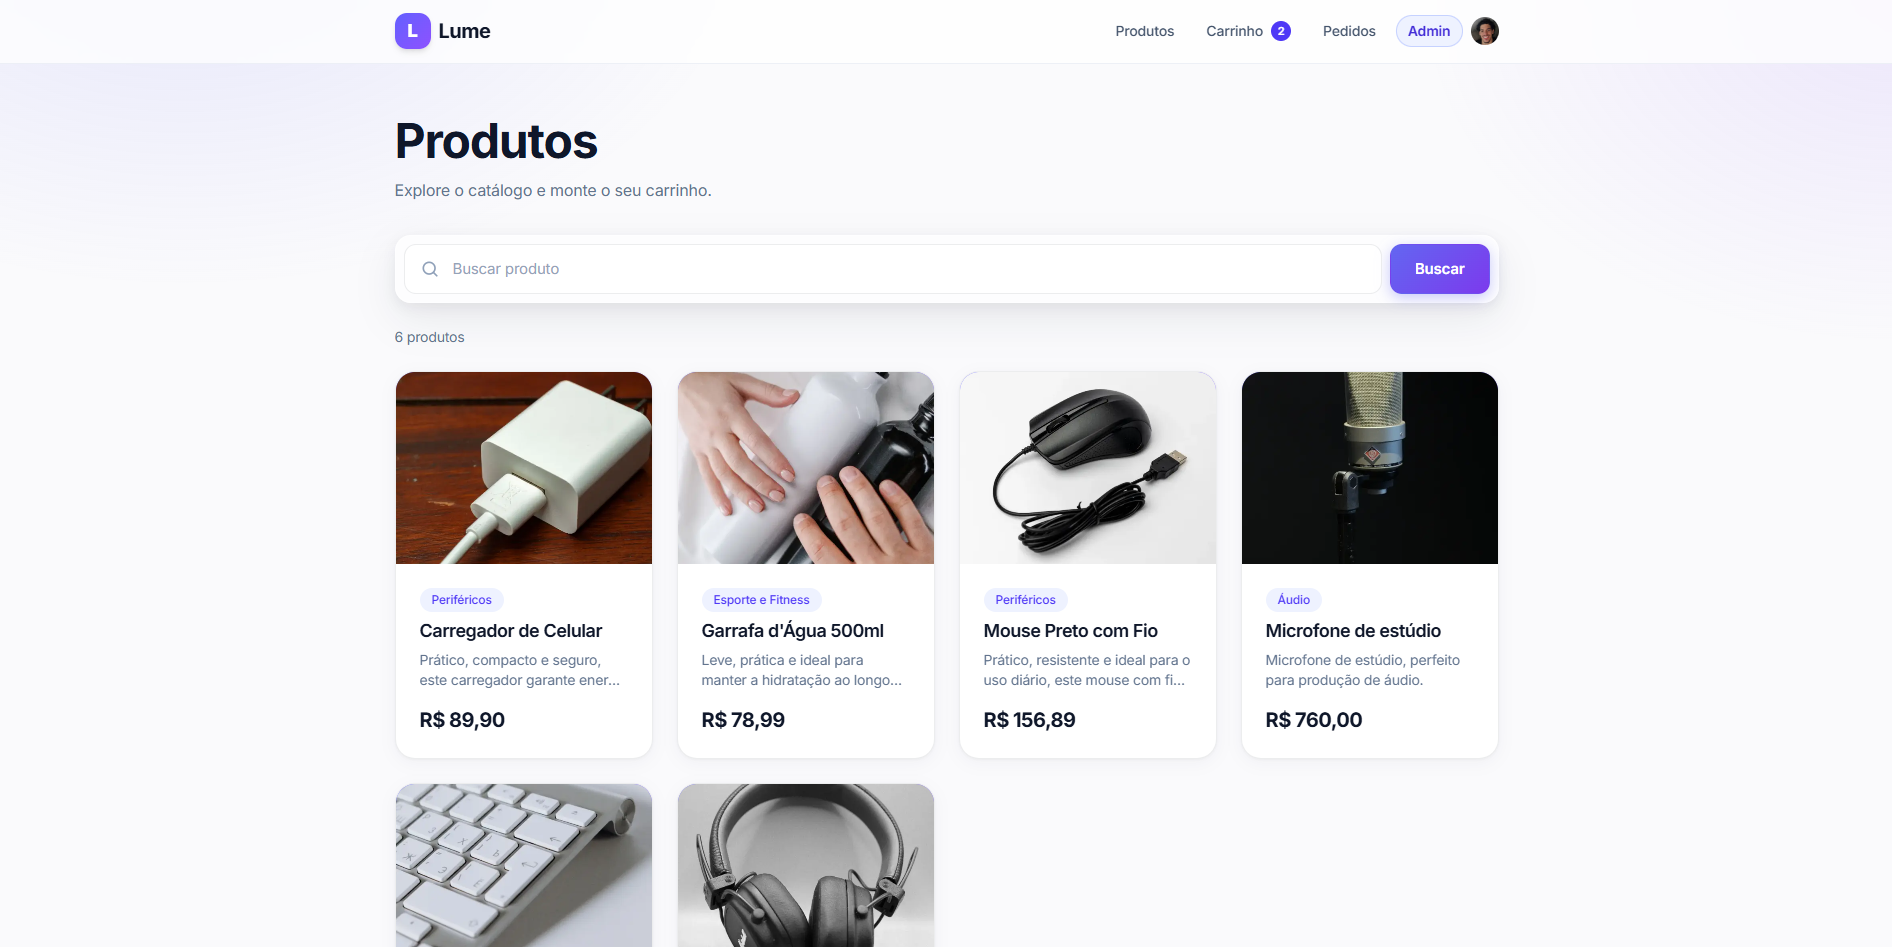 L Lume
Produtos
Carrinho 2
Pedidos
Admin
Produtos
Explore o catálogo e monte o seu carrinho.
Buscar produto
Buscar
6 produtos
Periféricos
Carregador de Celular
Prático, compacto e seguro,
este carregador garante ener...
R$ 89,90
Esporte e Fitness
Garrafa d'Água 500ml
Leve, prática e ideal para
manter a hidratação ao longo...
R$ 78,99
Periféricos
Mouse Preto com Fio
Prático, resistente e ideal para o
uso diário, este mouse com fi...
R$ 156,89
Áudio
Microfone de estúdio
Microfone de estúdio, perfeito
para produção de áudio.
R$ 760,00